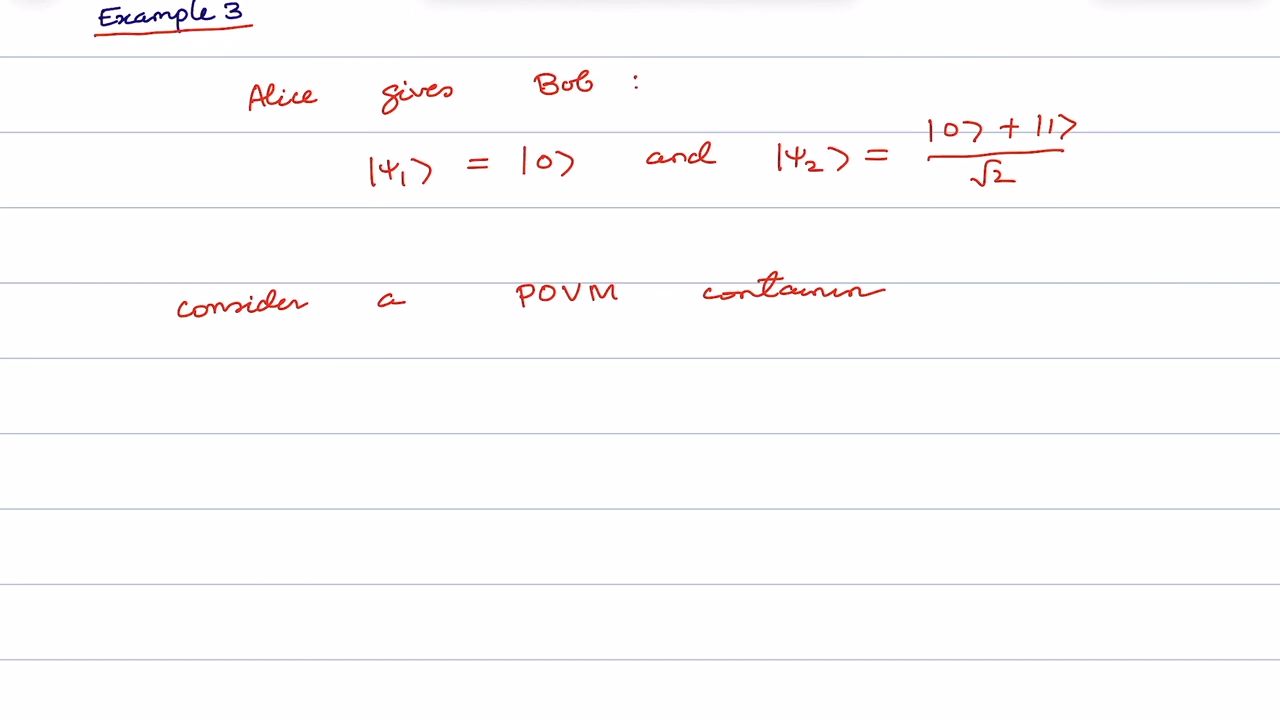 Example 3
Alice gives Bob :
|ψ₁⟩ = |0⟩ and |ψ₂⟩ = (|0⟩ + |1⟩)/√2
consider a POVM containin